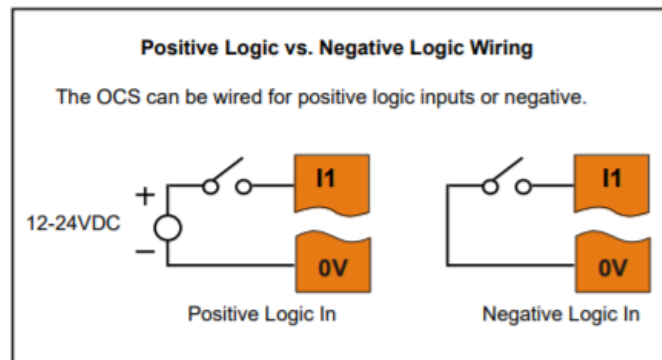 Positive Logic vs. Negative Logic Wiring
The OCS can be wired for positive logic inputs or negative.
I1
I1
+
12-24VDC
–
0V
0V
Positive Logic In
Negative Logic In